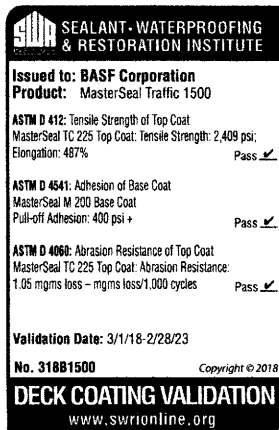 SWR INSTITUTE
SEALANT • WATERPROOFING
& RESTORATION INSTITUTE
Issued to: BASF Corporation
Product: MasterSeal Traffic 1500
ASTM D 412: Tensile Strength of Top Coat
MasterSeal TC 225 Top Coat: Tensile Strength: 2,409 psi;
Elongation: 487%
Pass ✔
ASTM D 4541: Adhesion of Base Coat
MasterSeal M 200 Base Coat
Pull-off Adhesion: 400 psi +
Pass ✔
ASTM D 4060: Abrasion Resistance of Top Coat
MasterSeal TC 225 Top Coat: Abrasion Resistance:
1.05 mgms loss – mgms loss/1,000 cycles
Pass ✔
Validation Date: 3/1/18-2/28/23
No. 318B1500
Copyright © 2018
DECK COATING VALIDATION
www.swrionline.org